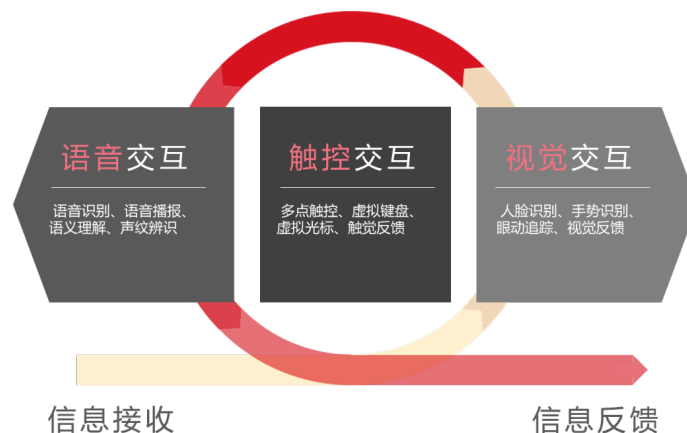 语音交互
语音识别、语音播报、
语义理解、声纹辨识
触控交互
多点触控、虚拟键盘、
虚拟光标、触觉反馈
视觉交互
人脸识别、手势识别、
眼动追踪、视觉反馈
信息接收
信息反馈